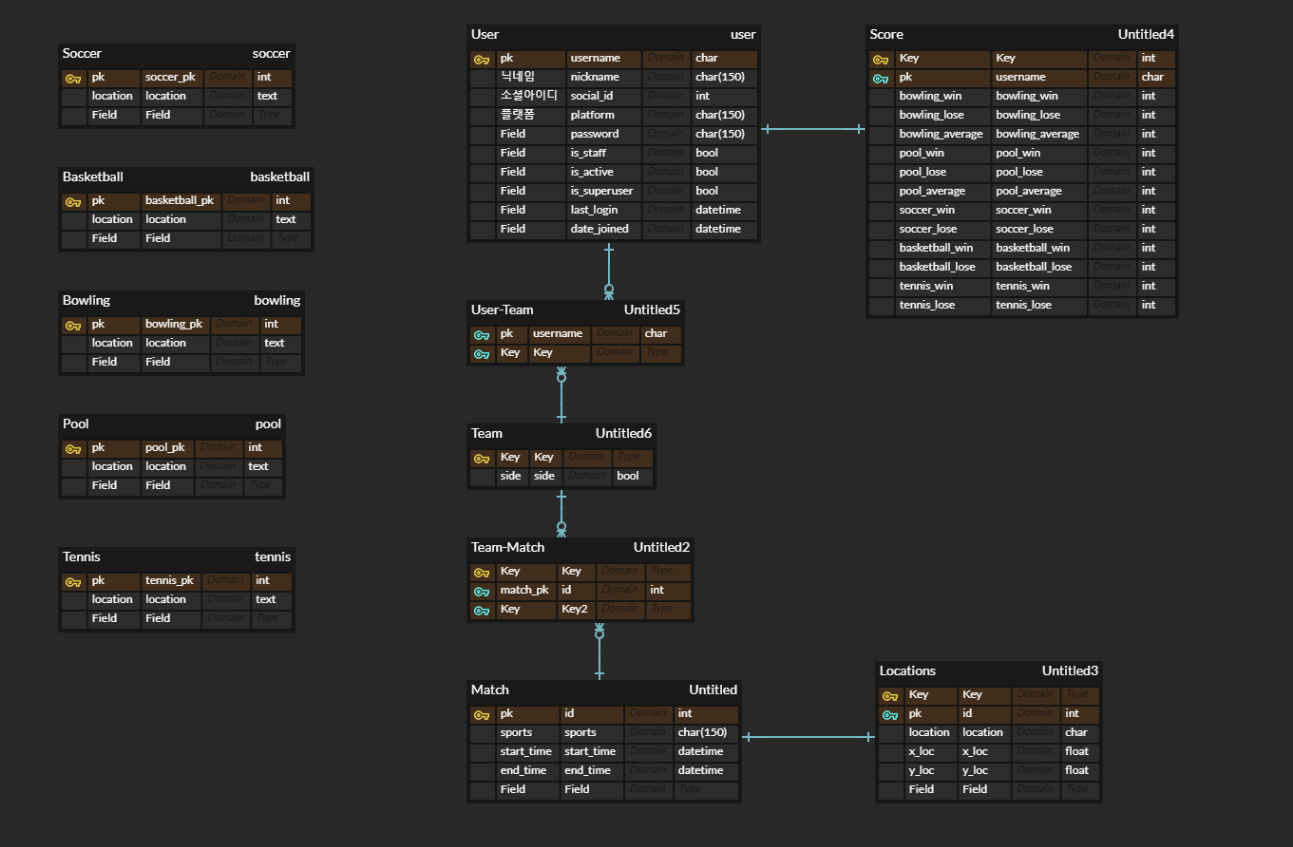 Soccer soccer
pk soccer_pk Domain int
location location Domain text
Field Field Domain Type
Basketball basketball
pk basketball_pk Domain int
location location Domain text
Field Field Domain Type
Bowling bowling
pk bowling_pk Domain int
location location Domain text
Field Field Domain Type
Pool pool
pk pool_pk Domain int
location location Domain text
Field Field Domain Type
Tennis tennis
pk tennis_pk Domain int
location location Domain text
Field Field Domain Type
User user
pk username Domain char
닉네임 nickname Domain char(150)
소셜아이디 social_id Domain int
플랫폼 platform Domain char(150)
Field password Domain char(150)
Field is_staff Domain bool
Field is_active Domain bool
Field is_superuser Domain bool
Field last_login Domain datetime
Field date_joined Domain datetime
User-Team Untitled5
pk username Domain char
Key Key Domain Type
Team Untitled6
Key Key Domain Type
side side Domain bool
Team-Match Untitled2
Key Key Domain Type
match_pk id Domain int
Key Key2 Domain Type
Match Untitled
pk id Domain int
sports sports Domain char(150)
start_time start_time Domain datetime
end_time end_time Domain datetime
Field Field Domain Type
Score Untitled4
Key Key Domain int
pk username Domain char
bowling_win bowling_win Domain int
bowling_lose bowling_lose Domain int
bowling_average bowling_average Domain int
pool_win pool_win Domain int
pool_lose pool_lose Domain int
pool_average pool_average Domain int
soccer_win soccer_win Domain int
soccer_lose soccer_lose Domain int
basketball_win basketball_win Domain int
basketball_lose basketball_lose Domain int
tennis_win tennis_win Domain int
tennis_lose tennis_lose Domain int
Locations Untitled3
Key Key Domain Type
pk id Domain int
location location Domain char
x_loc x_loc Domain float
y_loc y_loc Domain float
Field Field Domain Type